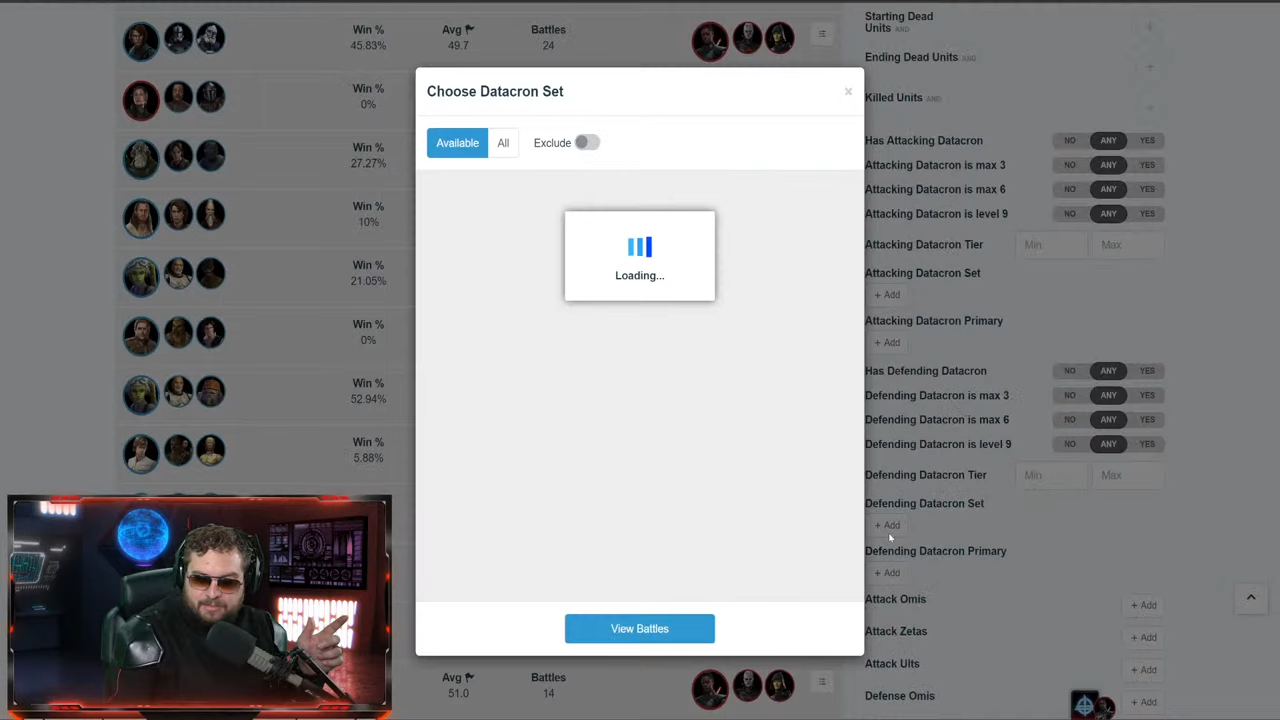 Win %
45.83%
Avg
49.7
Battles
24
Win %
0%
Win %
27.27%
Win %
10%
Win %
21.05%
Win %
0%
Win %
52.94%
Win %
5.88%
Avg
51.0
Battles
14
Choose Datacron Set
×
Available
All
Exclude
Loading...
View Battles
Starting Dead
Units AND
+
Ending Dead Units AND
+
Killed Units AND
+
Has Attacking Datacron NO ANY YES
Attacking Datacron is max 3 NO ANY YES
Attacking Datacron is max 6 NO ANY YES
Attacking Datacron is level 9 NO ANY YES
Attacking Datacron Tier Min Max
Attacking Datacron Set
+ Add
Attacking Datacron Primary
+ Add
Has Defending Datacron NO ANY YES
Defending Datacron is max 3 NO ANY YES
Defending Datacron is max 6 NO ANY YES
Defending Datacron is level 9 NO ANY YES
Defending Datacron Tier Min Max
Defending Datacron Set
+ Add
Defending Datacron Primary
+ Add
Attack Omis + Add
Attack Zetas + Add
Attack Ults + Add
Defense Omis + Add